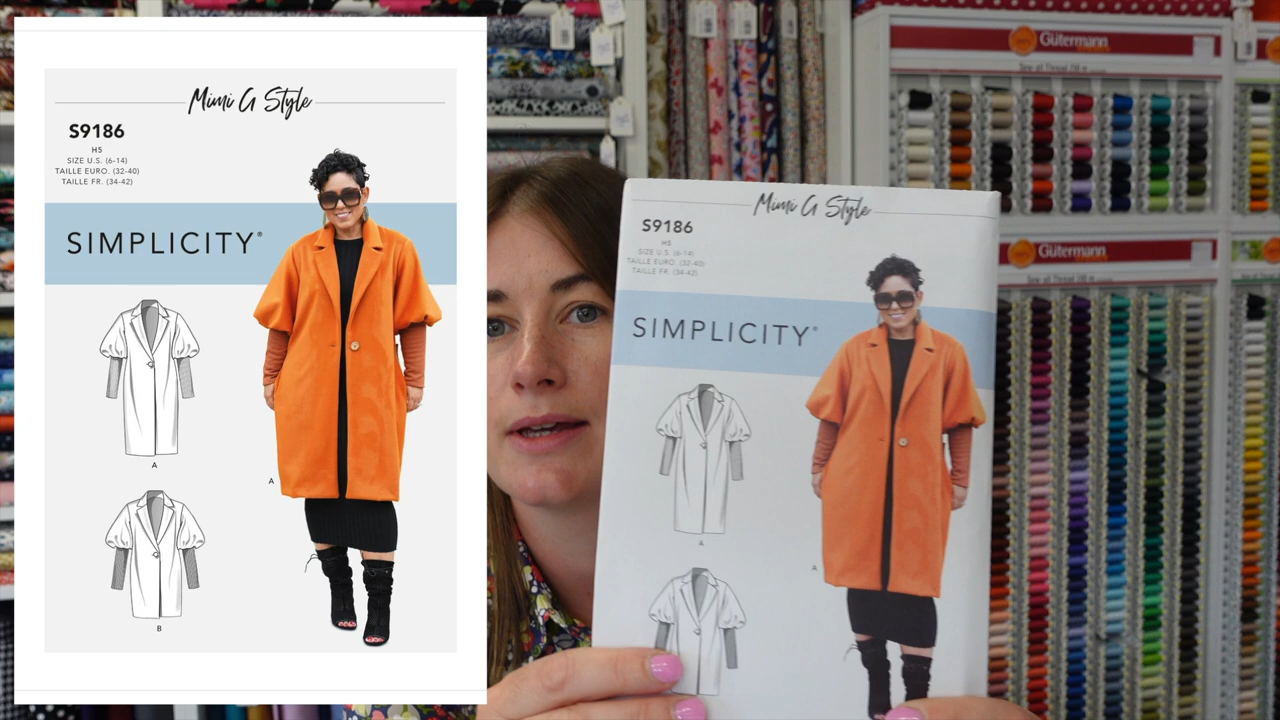 Mimi G Style
S9186
H5
SIZE U.S. (6-14)
TAILLE EURO. (32-40)
TAILLE FR. (34-42)
SIMPLICITY®
A
A
B
Mimi G Style
S9186
H5
SIZE U.S. (6-14)
TAILLE EURO. (32-40)
TAILLE FR. (34-42)
SIMPLICITY®
A
A
Gütermann
Gütermann